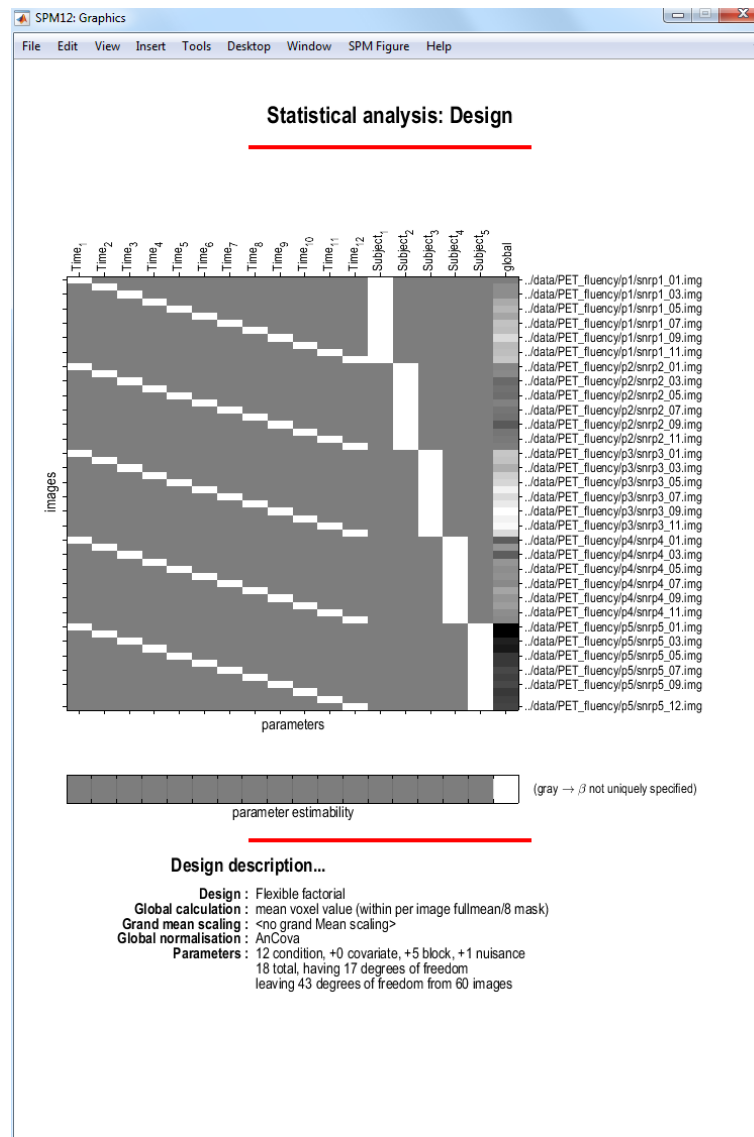 SPM12: Graphics
File Edit View Insert Tools Desktop Window SPM Figure Help
Statistical analysis: Design
Time1 Time2 Time3 Time4 Time5 Time6 Time7 Time8 Time9 Time10 Time11 Time12 Subject1 Subject2 Subject3 Subject4 Subject5 global
../data/PET_fluency/p1/snrp1_01.img
../data/PET_fluency/p1/snrp1_03.img
../data/PET_fluency/p1/snrp1_05.img
../data/PET_fluency/p1/snrp1_07.img
../data/PET_fluency/p1/snrp1_09.img
../data/PET_fluency/p1/snrp1_11.img
../data/PET_fluency/p2/snrp2_01.img
../data/PET_fluency/p2/snrp2_03.img
../data/PET_fluency/p2/snrp2_05.img
../data/PET_fluency/p2/snrp2_07.img
../data/PET_fluency/p2/snrp2_09.img
../data/PET_fluency/p2/snrp2_11.img
../data/PET_fluency/p3/snrp3_01.img
../data/PET_fluency/p3/snrp3_03.img
../data/PET_fluency/p3/snrp3_05.img
../data/PET_fluency/p3/snrp3_07.img
../data/PET_fluency/p3/snrp3_09.img
../data/PET_fluency/p3/snrp3_11.img
../data/PET_fluency/p4/snrp4_01.img
../data/PET_fluency/p4/snrp4_03.img
../data/PET_fluency/p4/snrp4_05.img
../data/PET_fluency/p4/snrp4_07.img
../data/PET_fluency/p4/snrp4_09.img
../data/PET_fluency/p4/snrp4_11.img
../data/PET_fluency/p5/snrp5_01.img
../data/PET_fluency/p5/snrp5_03.img
../data/PET_fluency/p5/snrp5_05.img
../data/PET_fluency/p5/snrp5_07.img
../data/PET_fluency/p5/snrp5_09.img
../data/PET_fluency/p5/snrp5_12.img
images
parameters
(gray → β not uniquely specified)
parameter estimability
Design description...
Design : Flexible factorial
Global calculation : mean voxel value (within per image fullmean/8 mask)
Grand mean scaling : <no grand Mean scaling>
Global normalisation : AnCova
Parameters : 12 condition, +0 covariate, +5 block, +1 nuisance
18 total, having 17 degrees of freedom
leaving 43 degrees of freedom from 60 images